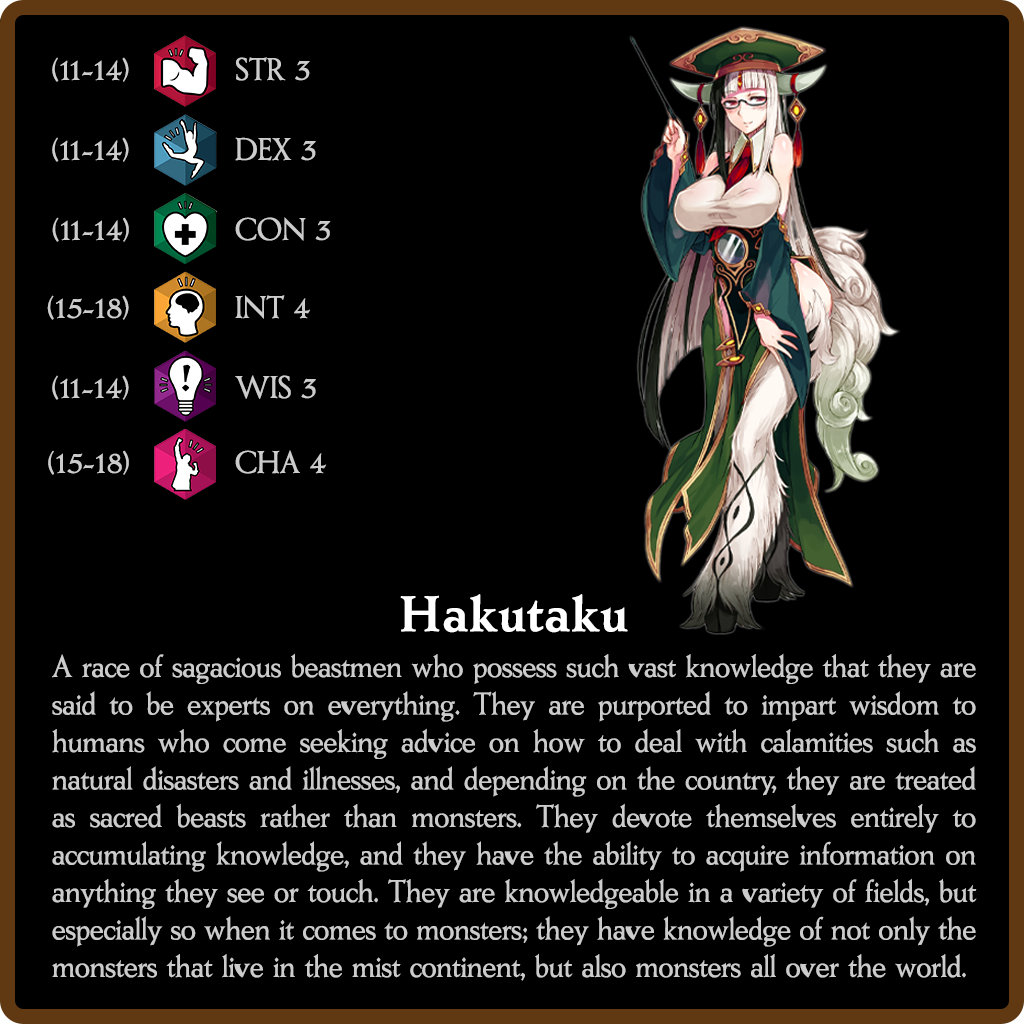 (11-14) STR 3
(11-14) DEX 3
(11-14) CON 3
(15-18) INT 4
(11-14) WIS 3
(15-18) CHA 4
Hakutaku
A race of sagacious beastmen who possess such vast knowledge that they are
said to be experts on everything. They are purported to impart wisdom to
humans who come seeking advice on how to deal with calamities such as
natural disasters and illnesses, and depending on the country, they are treated
as sacred beasts rather than monsters. They devote themselves entirely to
accumulating knowledge, and they have the ability to acquire information on
anything they see or touch. They are knowledgeable in a variety of fields, but
especially so when it comes to monsters; they have knowledge of not only the
monsters that live in the mist continent, but also monsters all over the world.